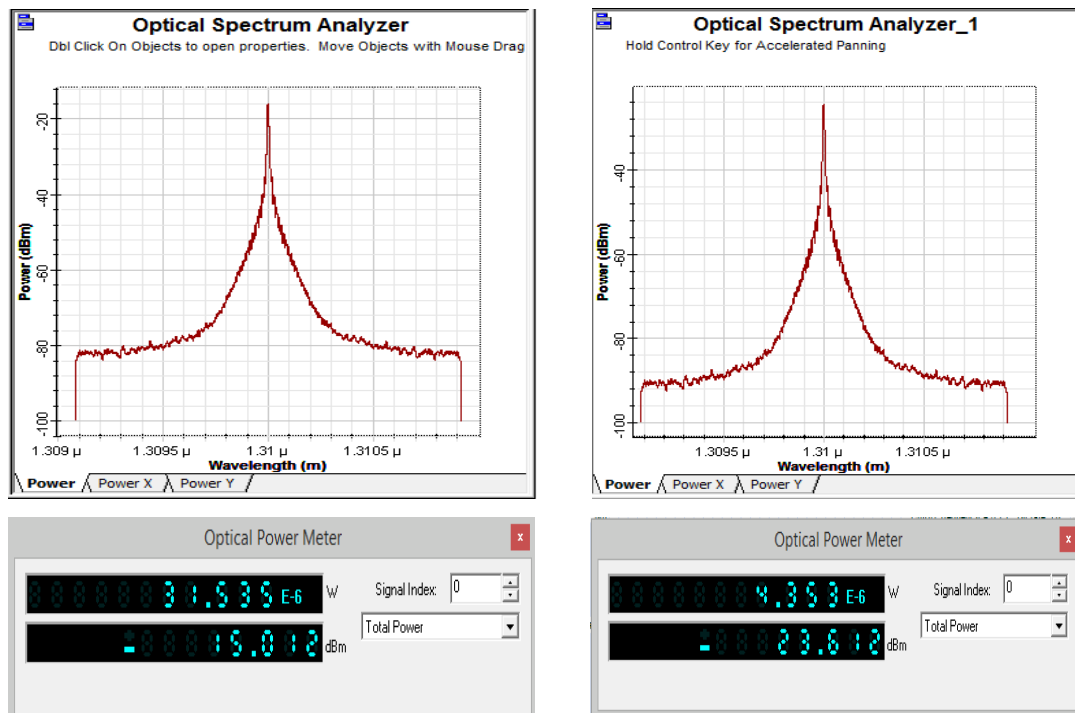 Optical Spectrum Analyzer
Dbl Click On Objects to open properties. Move Objects with Mouse Drag
Power (dBm)
-20
-40
-60
-80
-100
1.309 µ
1.3095 µ
1.31 µ
1.3105 µ
Wavelength (m)
Power
Power X
Power Y
Optical Spectrum Analyzer_1
Hold Control Key for Accelerated Panning
Power (dBm)
-40
-60
-80
-100
1.3095 µ
1.31 µ
1.3105 µ
Wavelength (m)
Power
Power X
Power Y
Optical Power Meter
x
31.535 E-6 W
Signal Index: 0
- 15.012 dBm
Total Power
Optical Power Meter
x
4.353 E-6 W
Signal Index: 0
- 23.612 dBm
Total Power